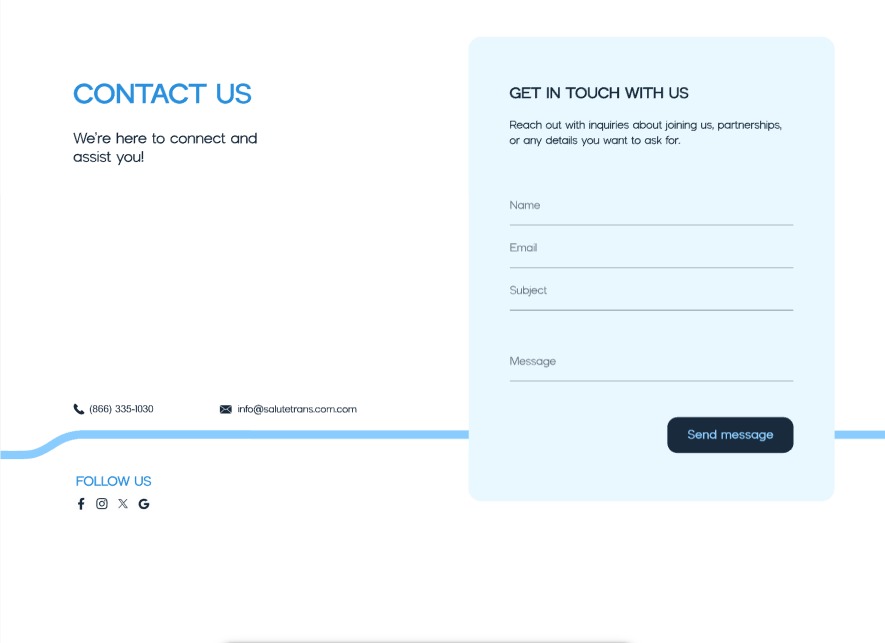 CONTACT US
We're here to connect and
assist you!
(866) 335-1030
info@salutetrans.com.com
FOLLOW US
GET IN TOUCH WITH US
Reach out with inquiries about joining us, partnerships,
or any details you want to ask for.
Name
Email
Subject
Message
Send message